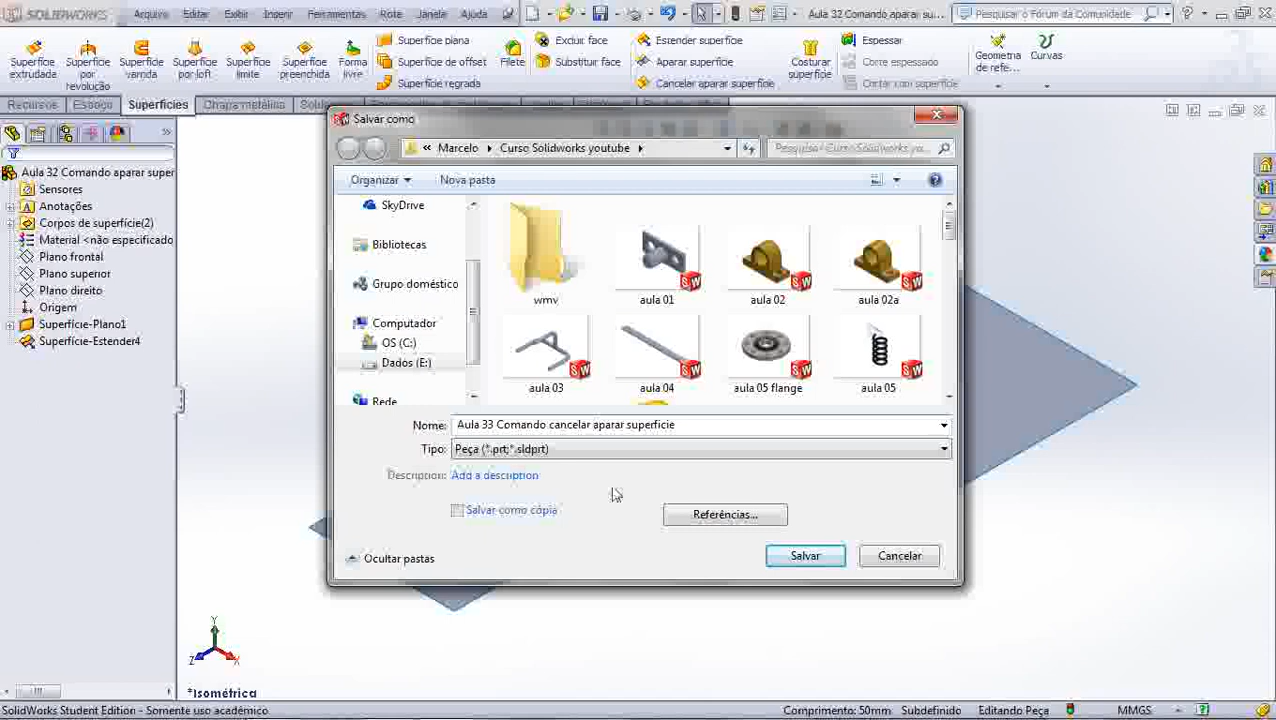 SOLIDWORKS Arquivo Editar Exibir Inserir Ferramentas Rote Janela Ajuda Aula 32 Comando aparar su... Pesquisar o Fórum da Comunidade
Superfície extrudada
Superfície por revolução
Superfície varrida
Superfície por loft
Superfície limite
Superfície preenchida
Forma livre
Superfície plana
Superfície de offset
Superfície regrada
Filete
Excluir face
Substituir face
Estender superfície
Aparar superfície
Cancelar aparar superfície
Costurar superfície
Espessar
Corte espessado
Cortar com superfície
Geometria de refe...
Curvas
Recursos Esboço Superfícies Chapa metálica
Salvar como
« Marcelo Curso Solidworks youtube Pesquisar Curso Solidworks yo...
Organizar Nova pasta
Aula 32 Comando aparar super
Sensores
Anotações
Corpos de superfície(2)
Material <não especificado
Plano frontal
Plano superior
Plano direito
Origem
Superfície-Plano1
Superfície-Estender4
SkyDrive
Bibliotecas
Grupo doméstico
Computador
OS (C:)
Dados (E:)
Rede
wmv aula 01 aula 02 aula 02a
aula 03 aula 04 aula 05 flange aula 05
Nome: Aula 33 Comando cancelar aparar superfície
Tipo: Peça (*.prt;*.sldprt)
Description: Add a description
Salvar como cópia Referências...
Ocultar pastas Salvar Cancelar
Y
Z X
*Isométrica
SolidWorks Student Edition - Somente uso acadêmico Comprimento: 50mm Subdefinido Editando Peça MMGS